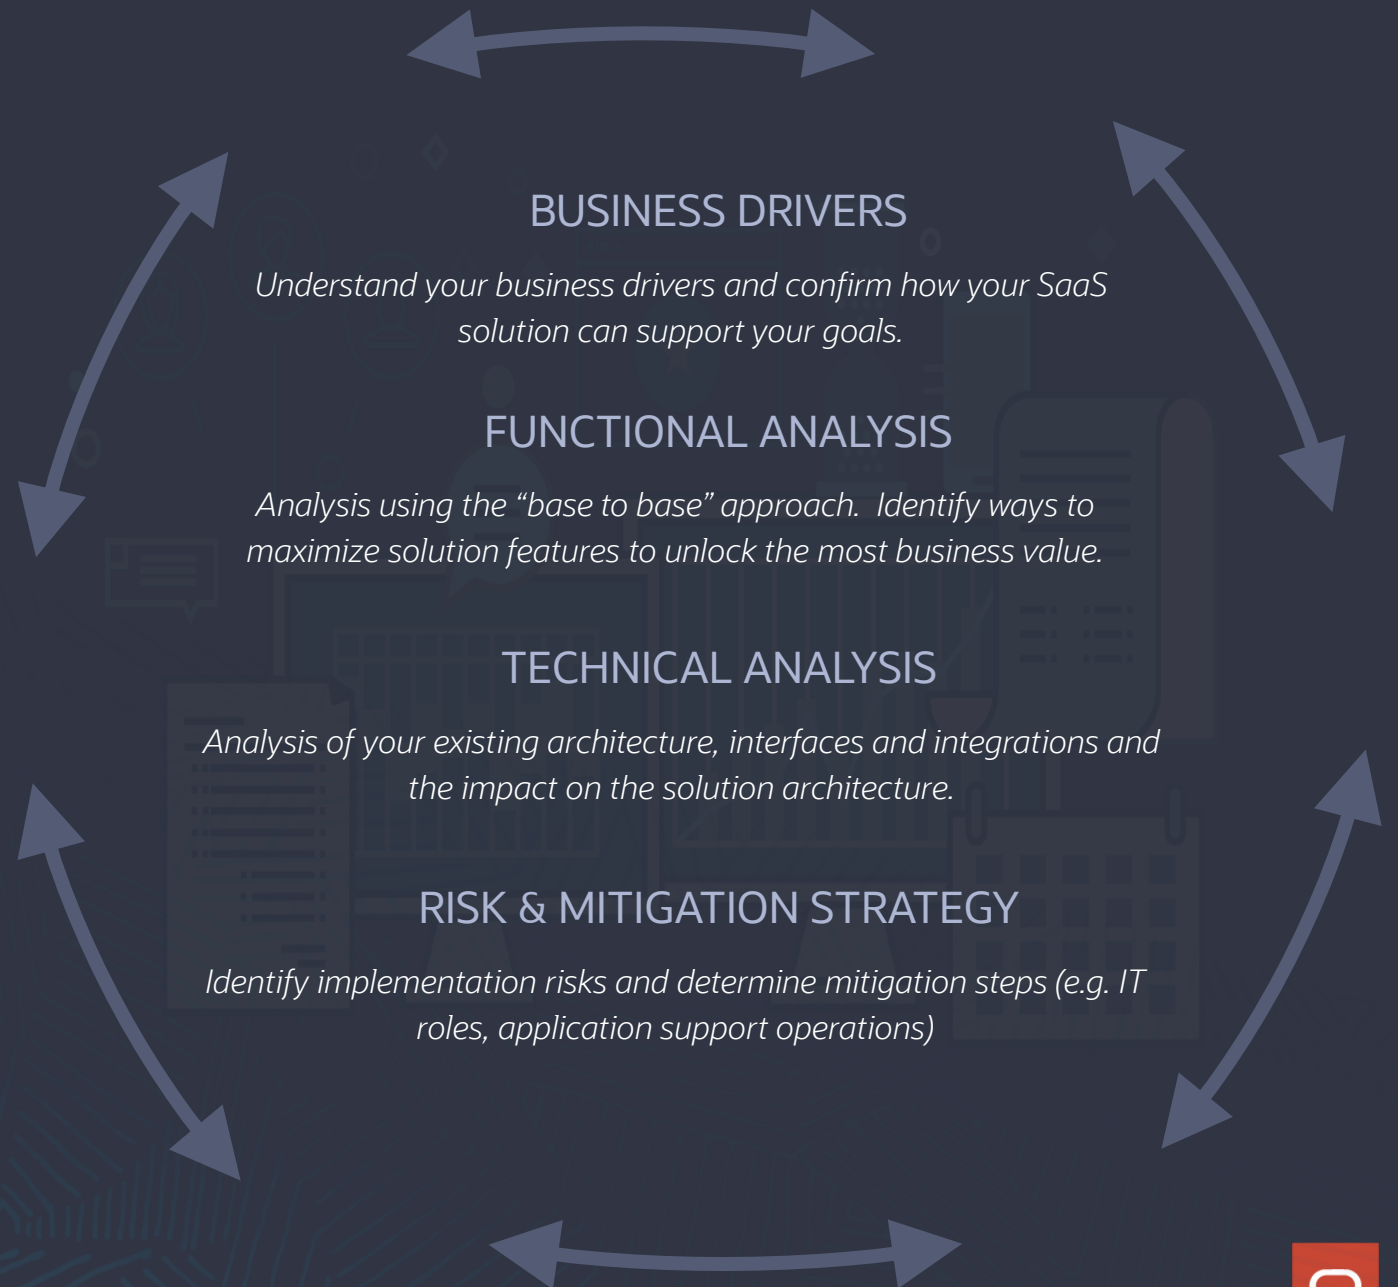 BUSINESS DRIVERS
Understand your business drivers and confirm how your SaaS
solution can support your goals.
FUNCTIONAL ANALYSIS
Analysis using the “base to base” approach.  Identify ways to
maximize solution features to unlock the most business value.
TECHNICAL ANALYSIS
Analysis of your existing architecture, interfaces and integrations and
the impact on the solution architecture.
RISK & MITIGATION STRATEGY
Identify implementation risks and determine mitigation steps (e.g. IT
roles, application support operations)